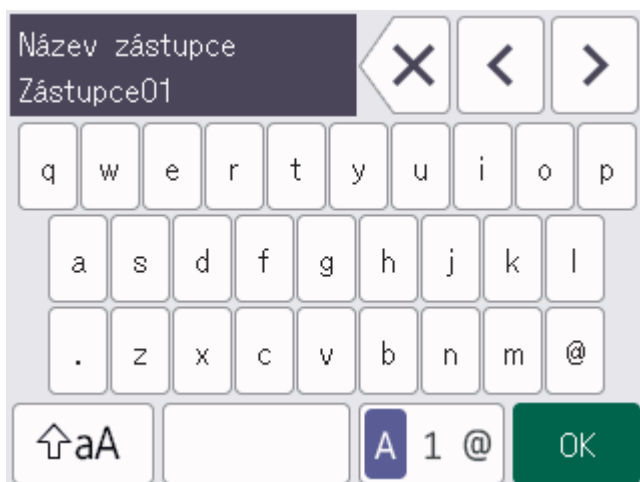 Název zástupce
Zástupce01
q w e r t y u i o p
a s d f g h j k l
. z x c v b n m @
aA A 1 @ OK